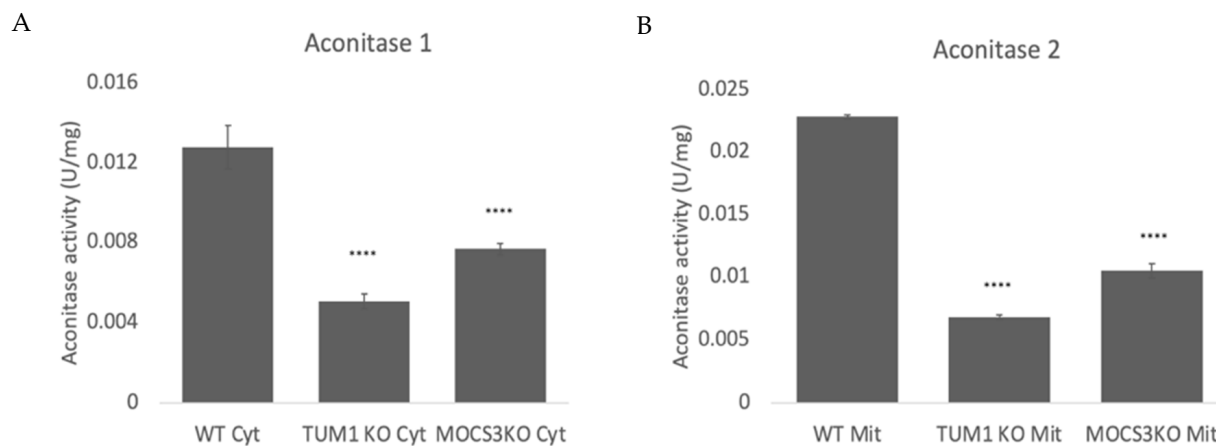 A
Aconitase 1
Aconitase activity (U/mg)
0.016
0.012
0.008
0.004
0
****
****
WT Cyt
TUM1 KO Cyt
MOCS3KO Cyt
B
Aconitase 2
Aconitase activity (U/mg)
0.025
0.02
0.015
0.01
0.005
0
****
****
WT Mit
TUM1 KO Mit
MOCS3KO Mit